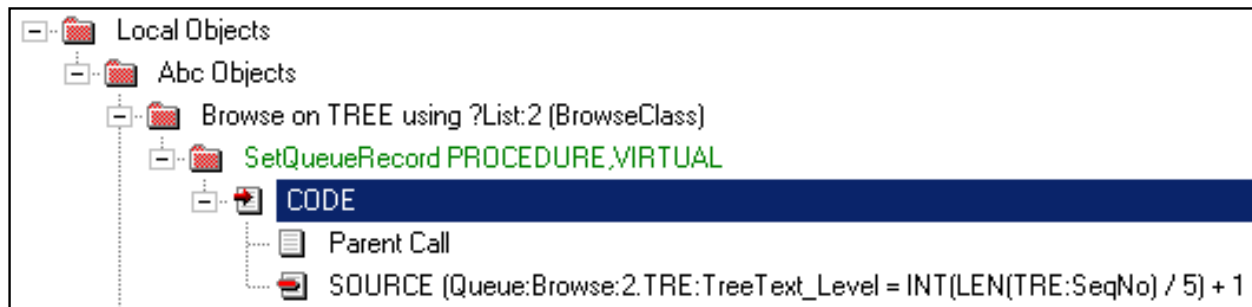 Local Objects
Abc Objects
Browse on TREE using ?List:2 (BrowseClass)
SetQueueRecord PROCEDURE,VIRTUAL
CODE
Parent Call
SOURCE (Queue:Browse:2.TRE:TreeText_Level = INT(LEN(TRE:SeqNo) / 5) + 1